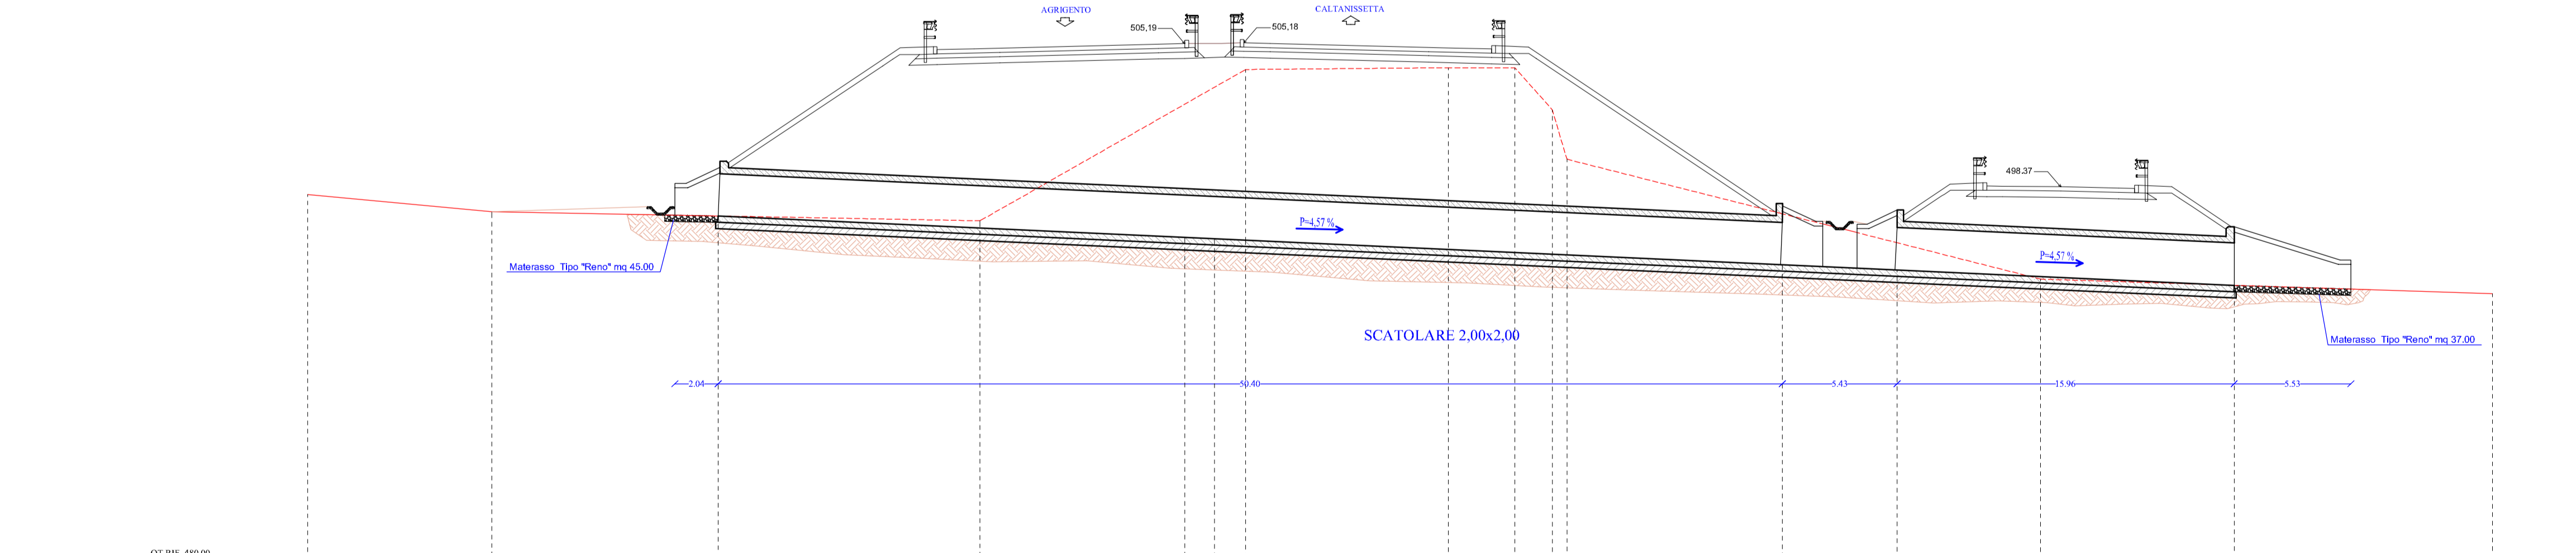 AGRIGENTO
CALTANISSETTA
505,19
505,18
498.37
P=4,57 %
P=4,57 %
Materasso Tipo "Reno" mq 45.00
SCATOLARE 2,00x2,00
Materasso Tipo "Reno" mq 37.00
2.04
50.40
5.43
15.96
5.53